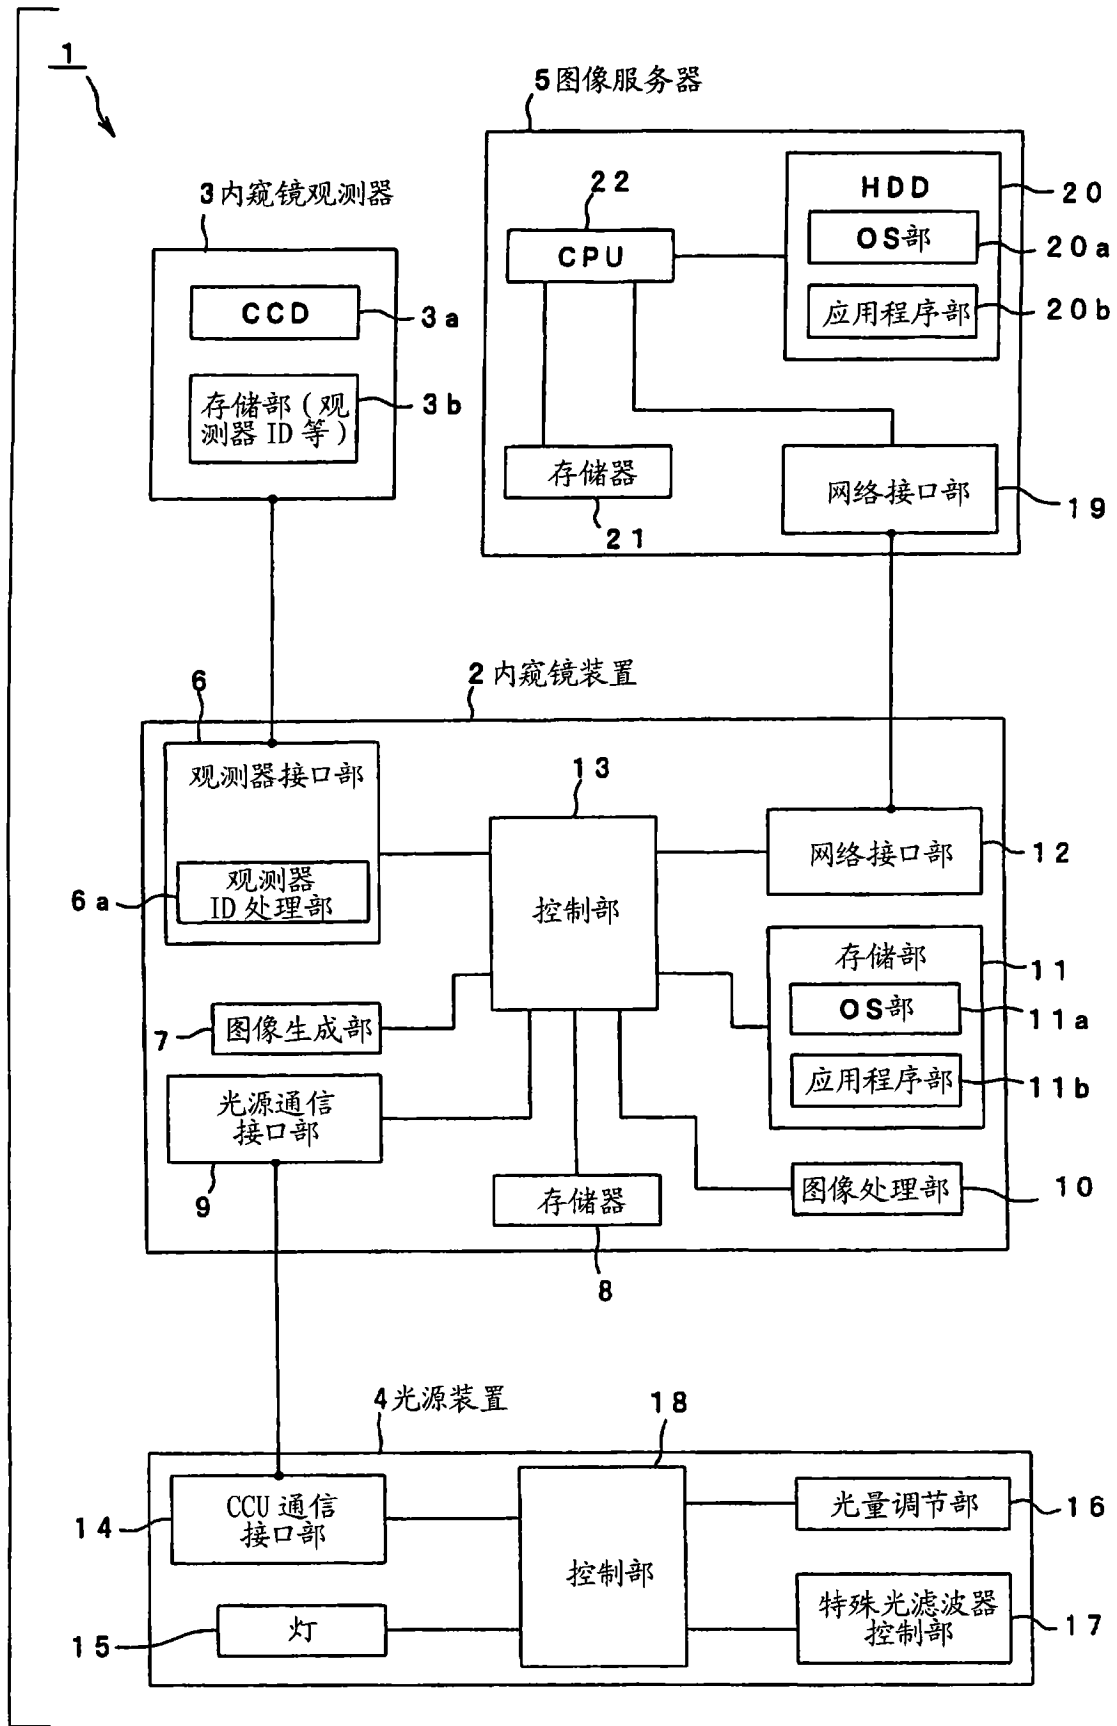 1
5图像服务器
22
HDD
20
OS部
20a
CPU
应用程序部
20b
3内窥镜观测器
CCD
3a
存储部(观
测器ID等)
3b
存储器
21
网络接口部
19
2内窥镜装置
6
观测器接口部
13
网络接口部
12
6a
观测器
ID处理部
控制部
存储部
11
OS部
11a
应用程序部
11b
7
图像生成部
光源通信
接口部
9
存储器
8
图像处理部
10
4光源装置
18
14
CCU通信
接口部
光量调节部
16
控制部
15
灯
特殊光滤波器
控制部
17